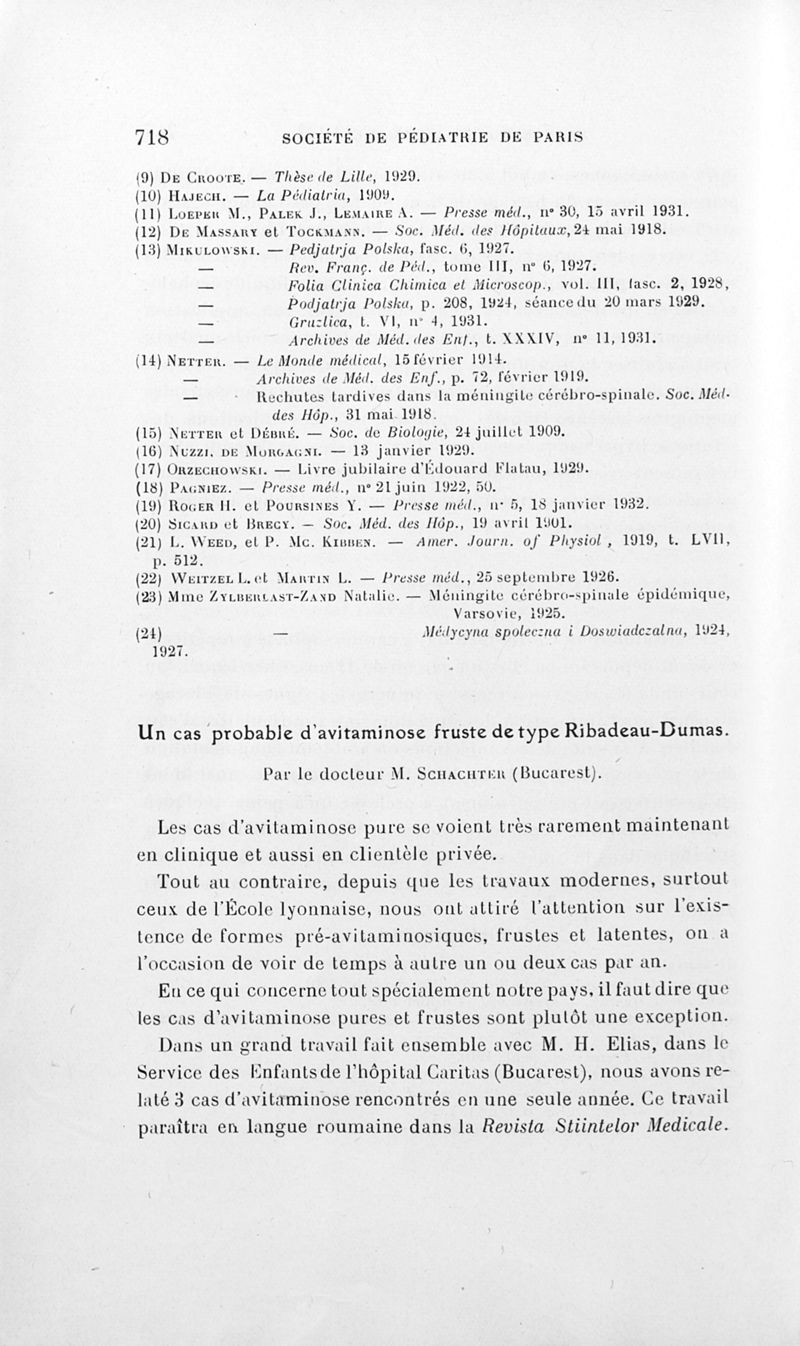 718 SOCIÉTÉ DE PÉDIATRIE DE PARIS
(9) De Croote. — Thèse de Lille, 1929.
(10) Hajech. — La Pédiatria, 1909.
(11) Loeper M., Palek J., Lemaire A. — Presse méd., n° 30, 15 avril 1931.
(12) De Massary et Tockmann. — Soc. Méd. des Hôpitaux, 24 mai 1918.
(13) Mikulowski. — Pedjatrja Polska, fasc. 6, 1927.
— Rev. Franç. de Péd., tome III, n° 6, 1927.
— Folia Clinica Chimica et Microscop., vol. III, fasc. 2, 1928,
— Podjatrja Polska, p. 208, 1924, séance du 20 mars 1929.
— Gruzlica, t. VI, n° 4, 1931.
— Archives de Méd. des Enf., t. XXXIV, n° 11, 1931.
(14) Netter. — Le Monde médical, 15 février 1914.
— Archives de Méd. des Enf., p. 72, février 1919.
— Rechutes tardives dans la méningite cérébro-spinale. Soc. Méd.
des Hôp., 31 mai 1918.
(15) Netter et Débré. — Soc. de Biologie, 24 juillet 1909.
(16) Nuzzi, de Morgagni. — 13 janvier 1929.
(17) Orzechowski. — Livre jubilaire d'Édouard Flatau, 1929.
(18) Pagniez. — Presse méd., n° 21 juin 1922, 50.
(19) Roger H. et Poursines Y. — Presse méd., n° 5, 18 janvier 1932.
(20) Sicard et Brecy. — Soc. Méd. des Hôp., 19 avril 1901.
(21) L. Weed, et P. Mc. Kibben. — Amer. Journ. of Physiol, 1919, t. LVII,
p. 512.
(22) Weitzel L. et Martin L. — Presse méd., 25 septembre 1926.
(23) Mme Zylberlast-Zand Natalie. — Méningite cérébro-spinale épidémique,
Varsovie, 1925.
(24) — Médycyna spoleczna i Doswiadczalna, 1924,
1927.
Un cas probable d'avitaminose fruste de type Ribadeau-Dumas.
Par le docteur M. Schachter (Bucarest).
Les cas d'avitaminose pure se voient très rarement maintenant
en clinique et aussi en clientèle privée.
Tout au contraire, depuis que les travaux modernes, surtout
ceux de l'École lyonnaise, nous ont attiré l'attention sur l'exis-
tence de formes pré-avitaminosiques, frustes et latentes, on a
l'occasion de voir de temps à autre un ou deux cas par an.
En ce qui concerne tout spécialement notre pays, il faut dire que
les cas d'avitaminose pures et frustes sont plutôt une exception.
Dans un grand travail fait ensemble avec M. H. Elias, dans le
Service des Enfants de l'hôpital Caritas (Bucarest), nous avons re-
laté 3 cas d'avitaminose rencontrés en une seule année. Ce travail
paraîtra en langue roumaine dans la Revista Stiintelor Medicale.